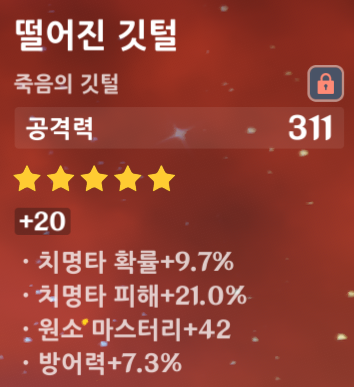 떨어진 깃털
죽음의 깃털
공격력 311
+20
· 치명타 확률+9.7%
· 치명타 피해+21.0%
· 원소 마스터리+42
· 방어력+7.3%